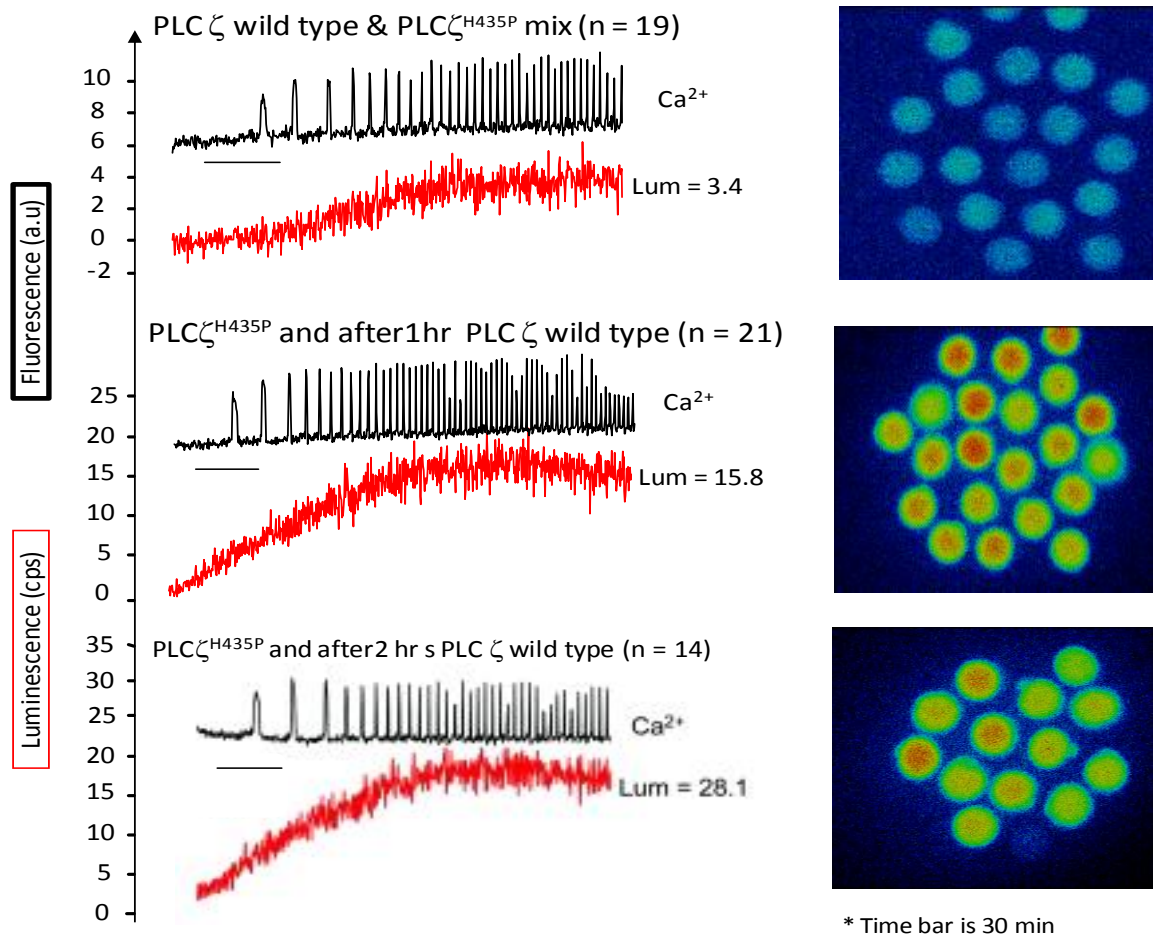 PLC ζ wild type & PLCζH435P mix (n = 19)
10
8
6
4
2
0
-2
Ca2+
Lum = 3.4
Fluorescence (a.u)
PLCζH435P and after1hr PLC ζ wild type (n = 21)
25
20
15
10
5
0
Ca2+
Lum = 15.8
Luminescence (cps)
PLCζH435P and after2 hr s PLC ζ wild type (n = 14)
35
30
25
20
15
10
5
0
Ca2+
Lum = 28.1
* Time bar is 30 min